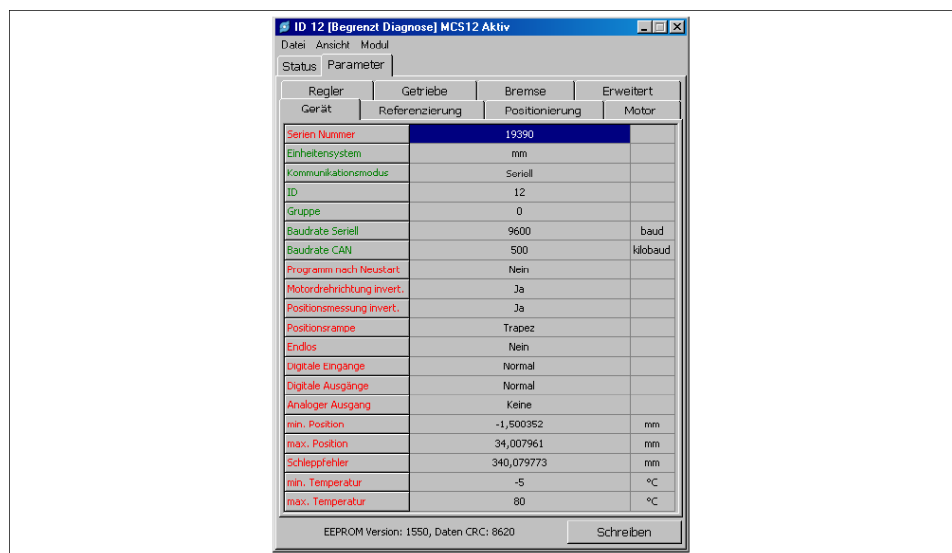 ID 12 [Begrenzt Diagnose] MCS12 Aktiv
Datei Ansicht Modul
Status Parameter
Regler Getriebe Bremse Erweitert
Gerät Referenzierung Positionierung Motor
Serien Nummer 19390
Einheitensystem mm
Kommunikationsmodus Seriell
ID 12
Gruppe 0
Baudrate Seriell 9600 baud
Baudrate CAN 500 kilobaud
Programm nach Neustart Nein
Motordrehrichtung invert. Ja
Positionsmessung invert. Ja
Positionsrampe Trapez
Endlos Nein
Digitale Eingänge Normal
Digitale Ausgänge Normal
Analoger Ausgang Keine
min. Position -1,500352 mm
max. Position 34,007961 mm
Schleppfehler 340,079773 mm
min. Temperatur -5 °C
max. Temperatur 80 °C
EEPROM Version: 1550, Daten CRC: 8620 Schreiben